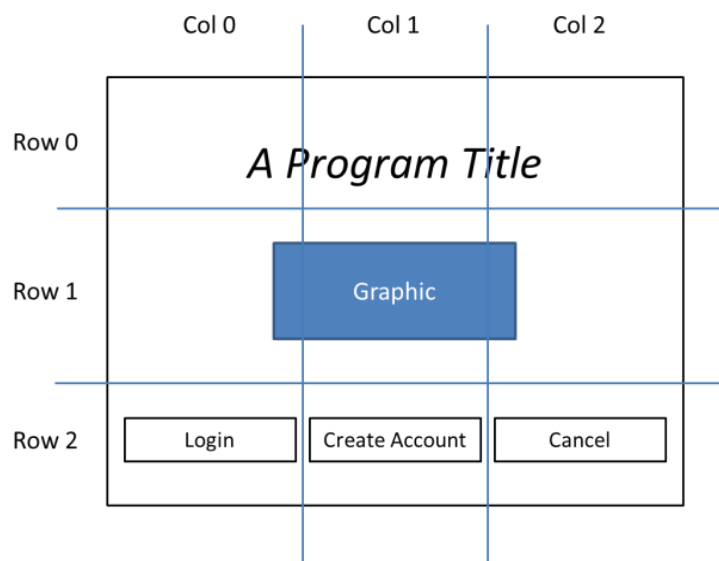 Col 0 Col 1 Col 2
Row 0
A Program Title
Row 1
Graphic
Row 2
Login Create Account Cancel